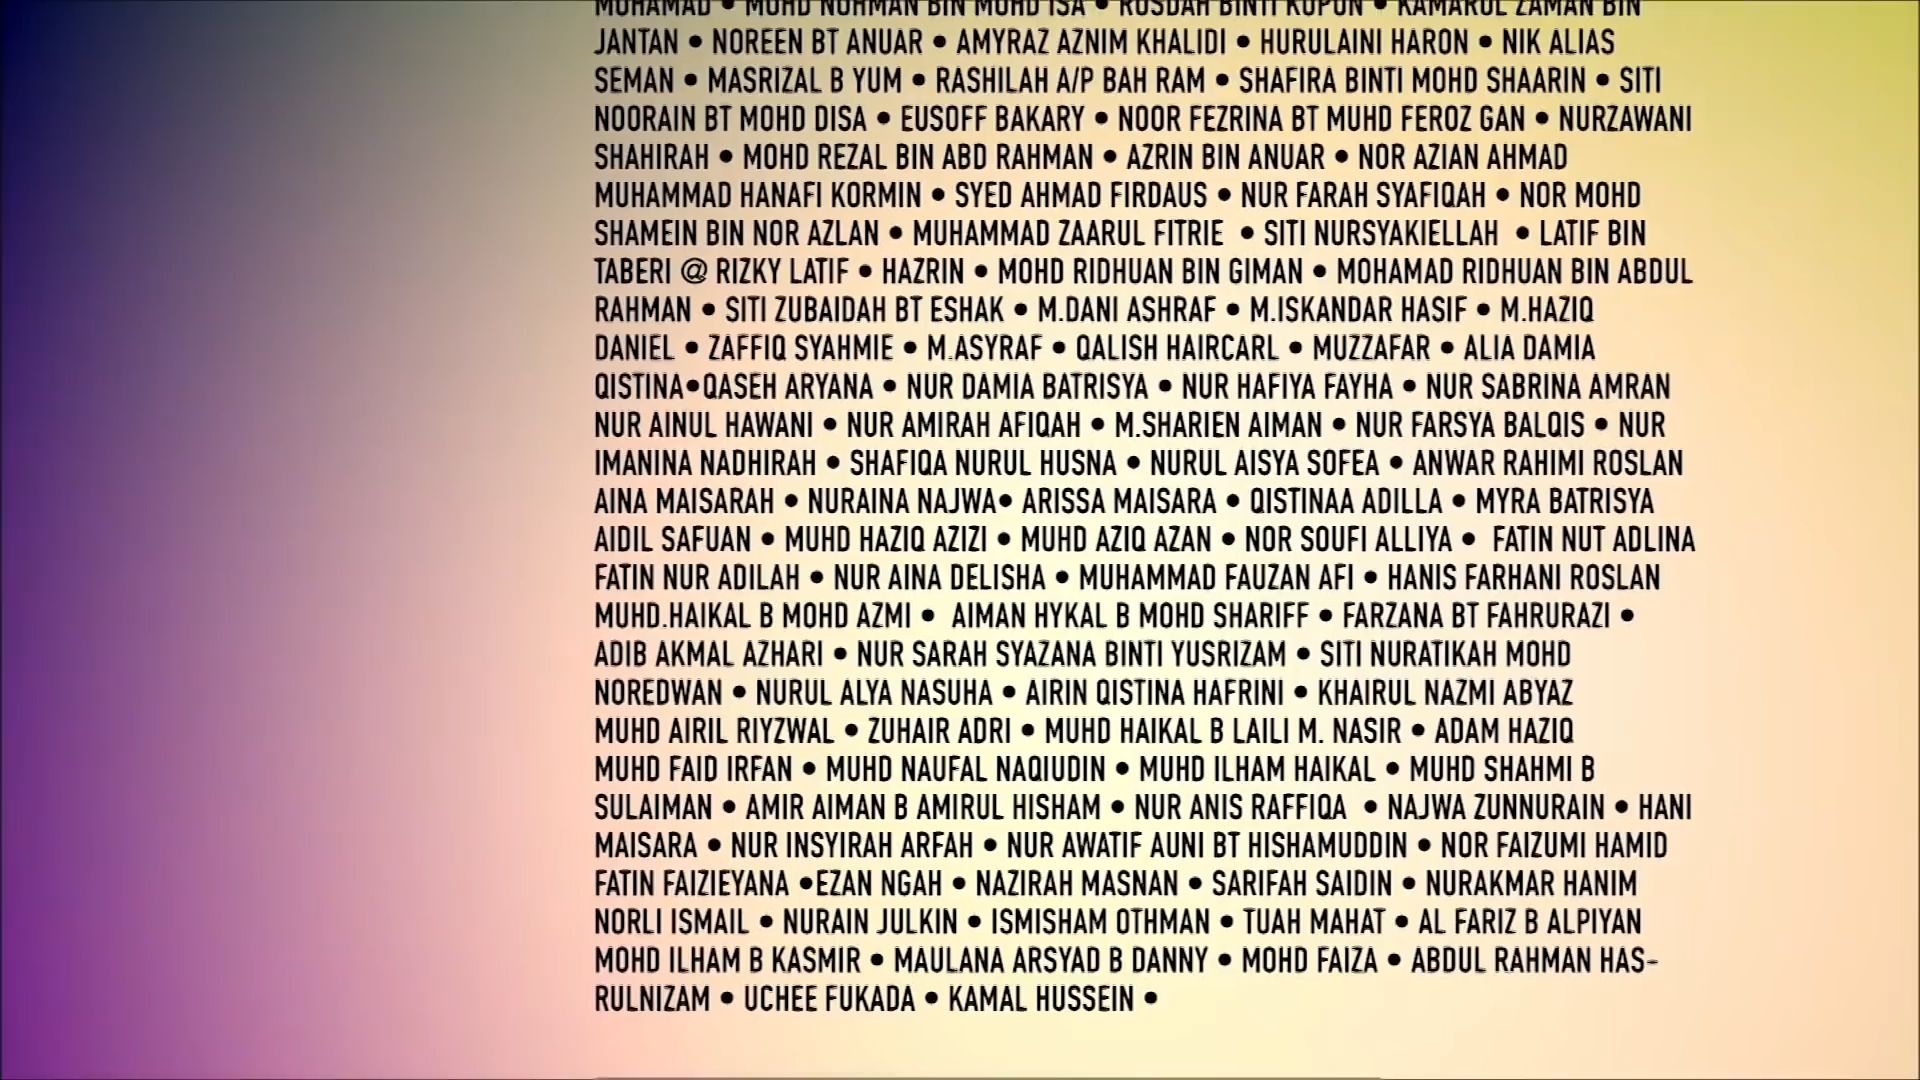 MUHAMAD • MOHD NORMAN BIN MOHD ISA • ROSDAH BINTI KUPON • KAMARUL ZAMAN BIN
JANTAN • NOREEN BT ANUAR • AMYRAZ AZNIM KHALIDI • HURULAINI HARON • NIK ALIAS
SEMAN • MASRIZAL B YUM • RASHILAH A/P BAH RAM • SHAFIRA BINTI MOHD SHAARIN • SITI
NOORAIN BT MOHD DISA • EUSOFF BAKARY • NOOR FEZRINA BT MUHD FEROZ GAN • NURZAWANI
SHAHIRAH • MOHD REZAL BIN ABD RAHMAN • AZRIN BIN ANUAR • NOR AZIAN AHMAD
MUHAMMAD HANAFI KORMIN • SYED AHMAD FIRDAUS • NUR FARAH SYAFIQAH • NOR MOHD
SHAMEIN BIN NOR AZLAN • MUHAMMAD ZAARUL FITRIE • SITI NURSYAKIELLAH • LATIF BIN
TABERI @ RIZKY LATIF • HAZRIN • MOHD RIDHUAN BIN GIMAN • MOHAMAD RIDHUAN BIN ABDUL
RAHMAN • SITI ZUBAIDAH BT ESHAK • M.DANI ASHRAF • M.ISKANDAR HASIF • M.HAZIQ
DANIEL • ZAFFIQ SYAHMIE • M.ASYRAF • QALISH HAIRCARL • MUZZAFAR • ALIA DAMIA
QISTINA•QASEH ARYANA • NUR DAMIA BATRISYA • NUR HAFIYA FAYHA • NUR SABRINA AMRAN
NUR AINUL HAWANI • NUR AMIRAH AFIQAH • M.SHARIEN AIMAN • NUR FARSYA BALQIS • NUR
IMANINA NADHIRAH • SHAFIQA NURUL HUSNA • NURUL AISYA SOFEA • ANWAR RAHIMI ROSLAN
AINA MAISARAH • NURAINA NAJWA• ARISSA MAISARA • QISTINAA ADILLA • MYRA BATRISYA
AIDIL SAFUAN • MUHD HAZIQ AZIZI • MUHD AZIQ AZAN • NOR SOUFI ALLIYA • FATIN NUT ADLINA
FATIN NUR ADILAH • NUR AINA DELISHA • MUHAMMAD FAUZAN AFI • HANIS FARHANI ROSLAN
MUHD.HAIKAL B MOHD AZMI • AIMAN HYKAL B MOHD SHARIFF • FARZANA BT FAHRURAZI •
ADIB AKMAL AZHARI • NUR SARAH SYAZANA BINTI YUSRIZAM • SITI NURATIKAH MOHD
NOREDWAN • NURUL ALYA NASUHA • AIRIN QISTINA HAFRINI • KHAIRUL NAZMI ABYAZ
MUHD AIRIL RIYZWAL • ZUHAIR ADRI • MUHD HAIKAL B LAILI M. NASIR • ADAM HAZIQ
MUHD FAID IRFAN • MUHD NAUFAL NAQIUDIN • MUHD ILHAM HAIKAL • MUHD SHAHMI B
SULAIMAN • AMIR AIMAN B AMIRUL HISHAM • NUR ANIS RAFFIQA • NAJWA ZUNNURAIN • HANI
MAISARA • NUR INSYIRAH ARFAH • NUR AWATIF AUNI BT HISHAMUDDIN • NOR FAIZUMI HAMID
FATIN FAIZIEYANA •EZAN NGAH • NAZIRAH MASNAN • SARIFAH SAIDIN • NURAKMAR HANIM
NORLI ISMAIL • NURAIN JULKIN • ISMISHAM OTHMAN • TUAH MAHAT • AL FARIZ B ALPIYAN
MOHD ILHAM B KASMIR • MAULANA ARSYAD B DANNY • MOHD FAIZA • ABDUL RAHMAN HAS-
RULNIZAM • UCHEE FUKADA • KAMAL HUSSEIN •